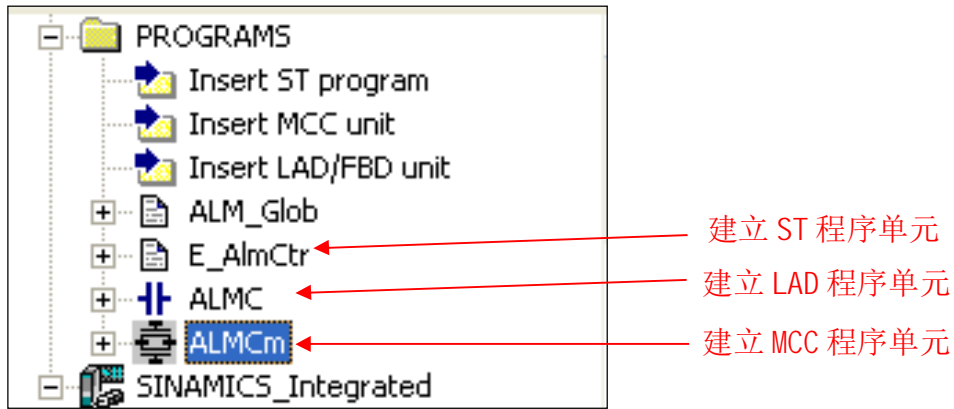 PROGRAMS
Insert ST program
Insert MCC unit
Insert LAD/FBD unit
ALM_Glob
E_AlmCtr
建立 ST 程序单元
ALMC
建立 LAD 程序单元
ALMCm
建立 MCC 程序单元
SINAMICS_Integrated